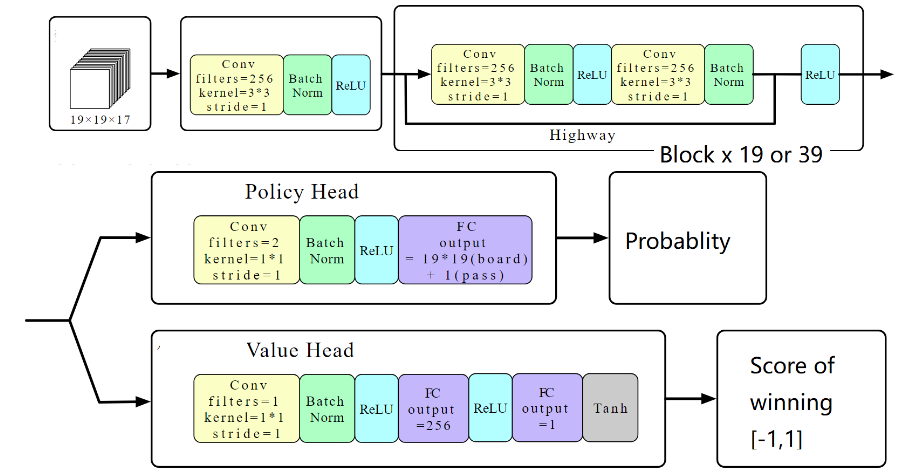 19×19×17
Conv
filters=256
kernel=3*3
stride=1
Batch
Norm
ReLU
Conv
filters=256
kernel=3*3
stride=1
Batch
Norm
ReLU
Conv
filters=256
kernel=3*3
stride=1
Batch
Norm
ReLU
Highway
Block x 19 or 39
Policy Head
Conv
filters=2
kernel=1*1
stride=1
Batch
Norm
ReLU
FC
output
= 19*19(board)
+ 1(pass)
Probablity
Value Head
Conv
filters=1
kernel=1*1
stride=1
Batch
Norm
ReLU
FC
output
=256
ReLU
FC
output
=1
Tanh
Score of
winning
[-1,1]